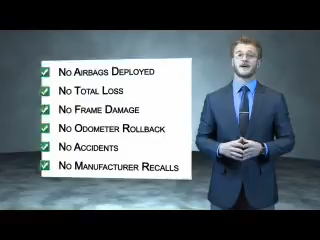 No Airbags Deployed
No Total Loss
No Frame Damage
No Odometer Rollback
No Accidents
No Manufacturer Recalls